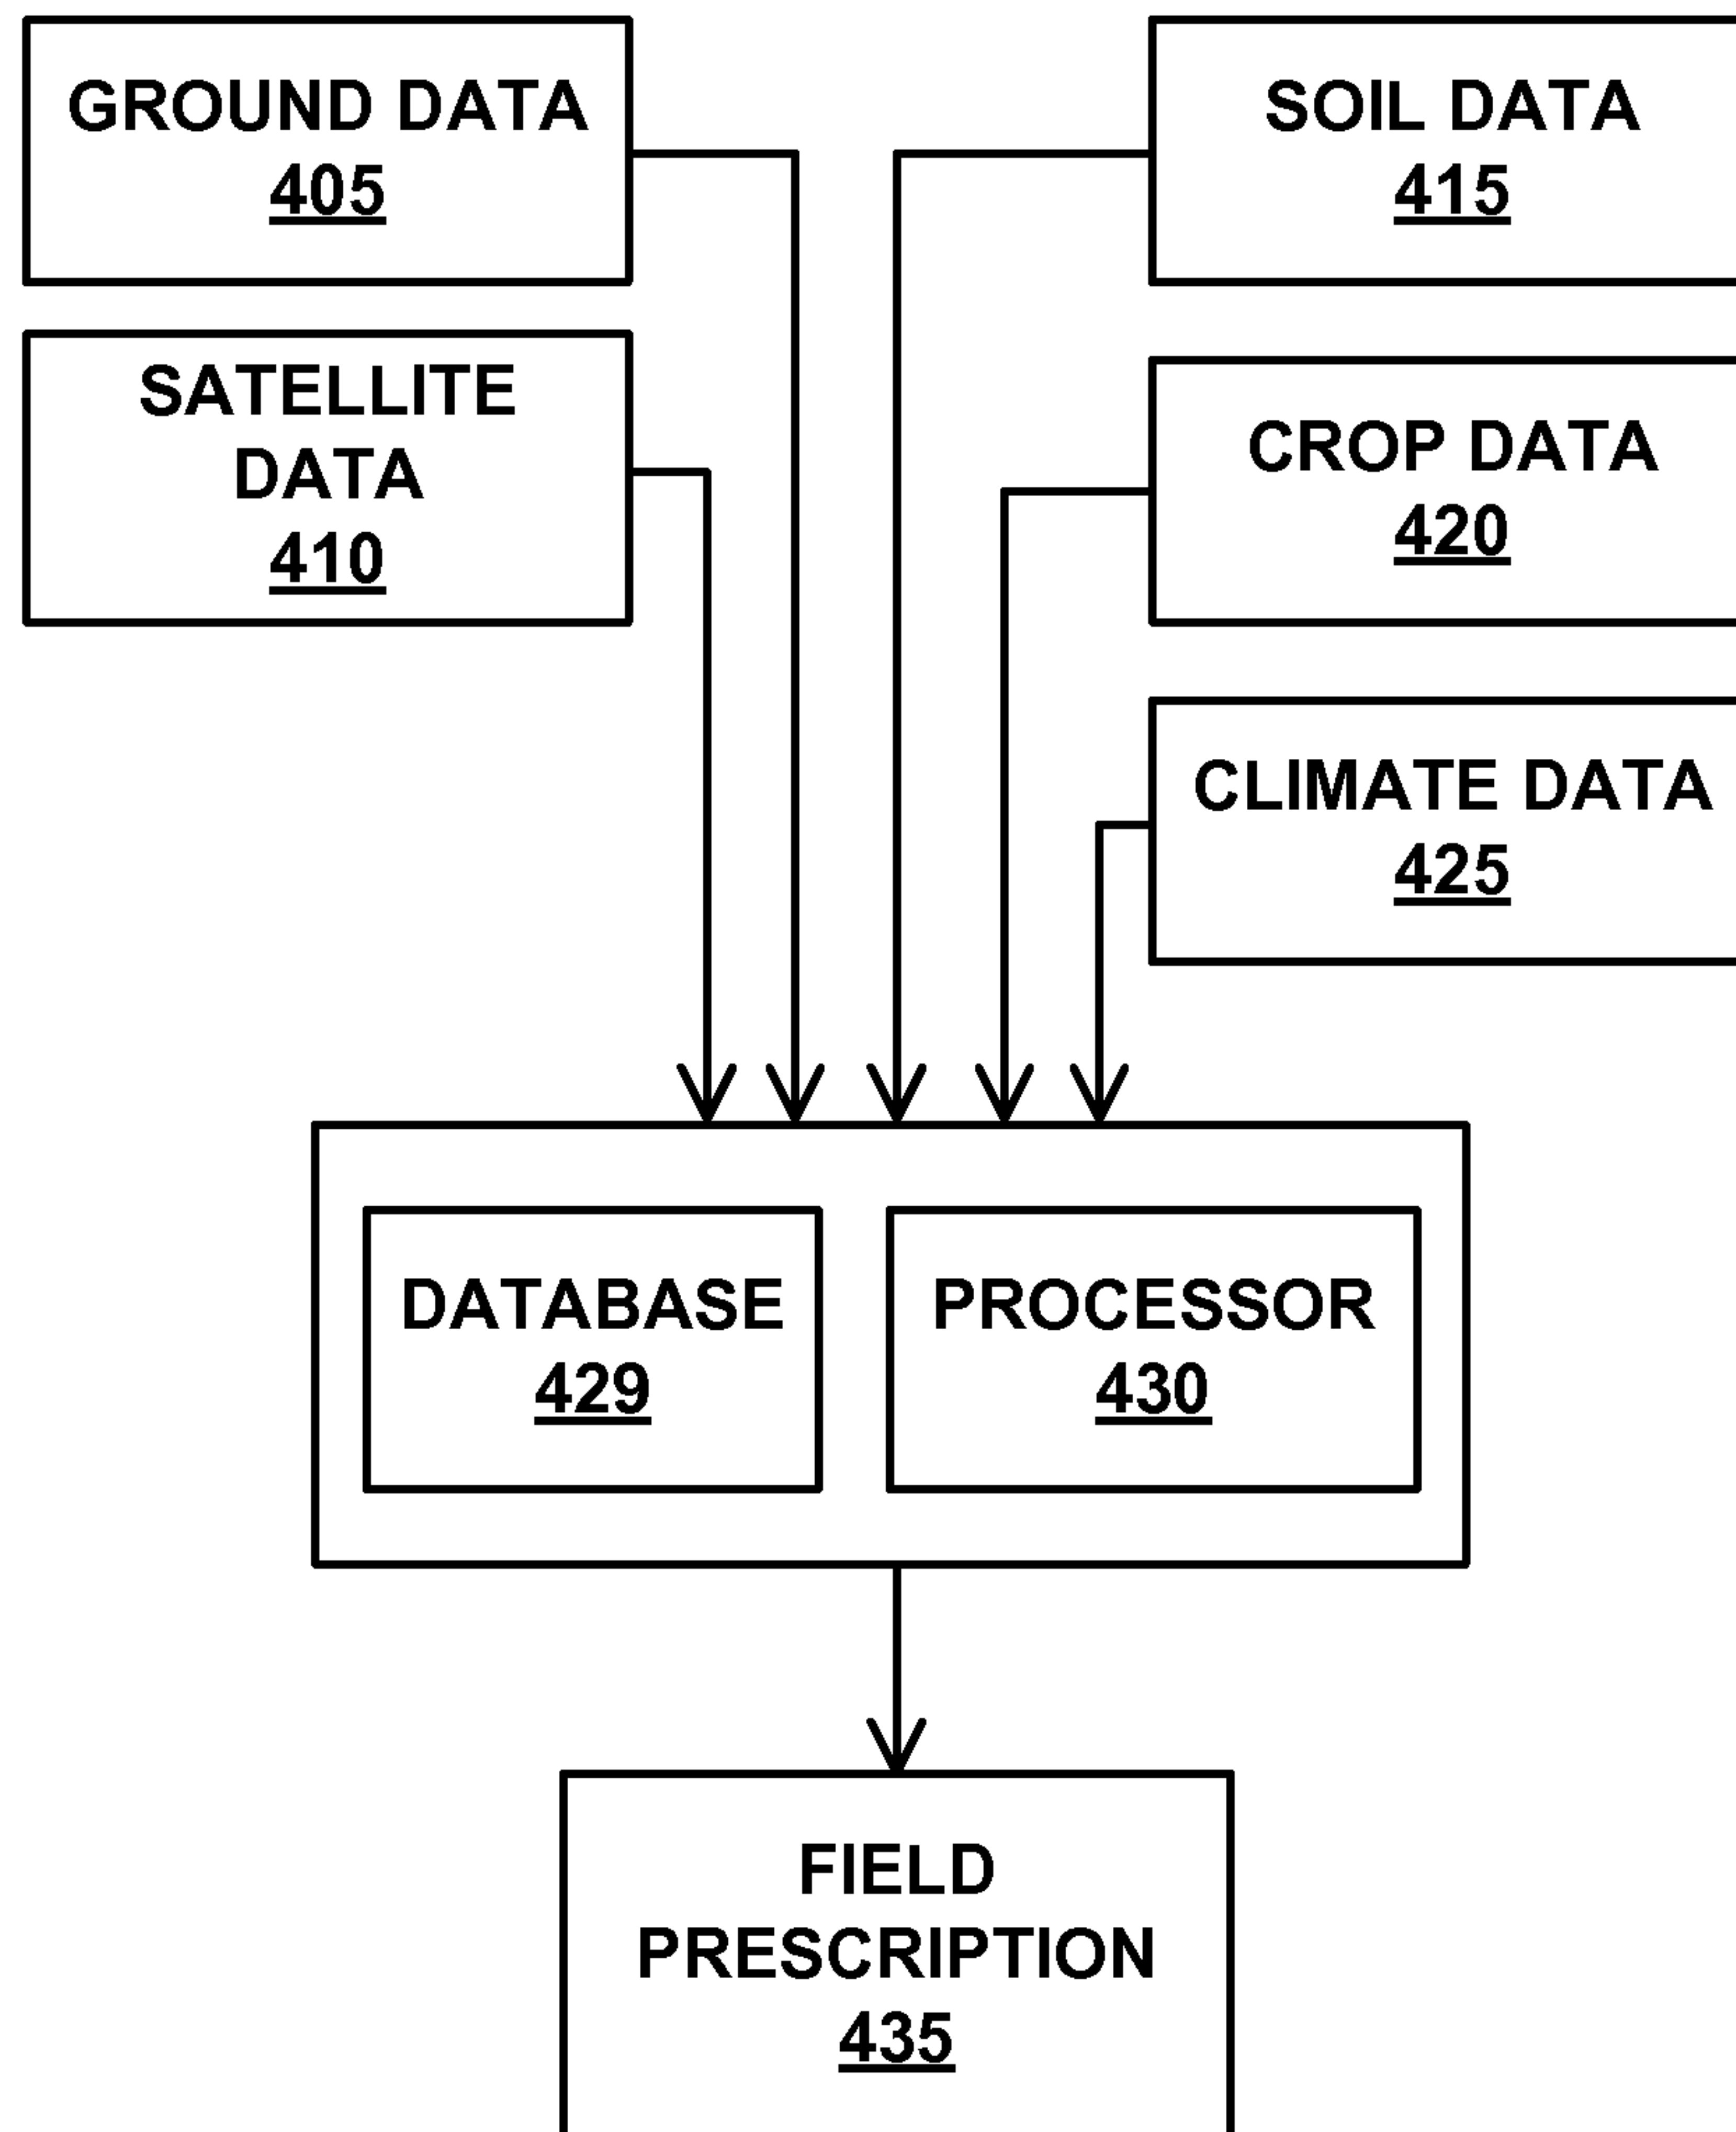 GROUND DATA
405
SATELLITE
DATA
410
SOIL DATA
415
CROP DATA
420
CLIMATE DATA
425
DATABASE
429
PROCESSOR
430
FIELD
PRESCRIPTION
435